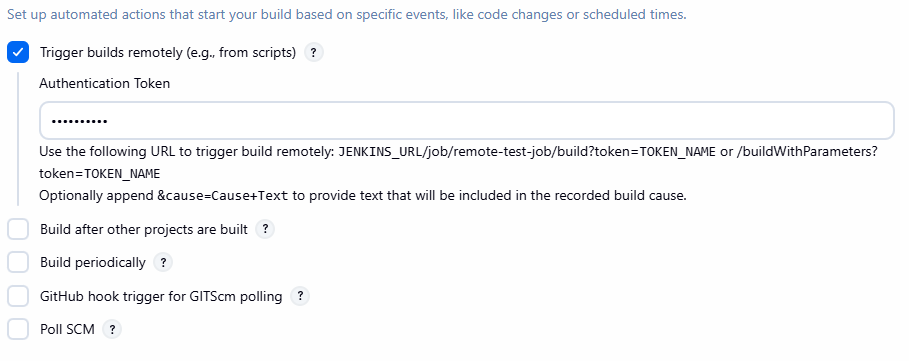 Set up automated actions that start your build based on specific events, like code changes or scheduled times.
Trigger builds remotely (e.g., from scripts) ?
Authentication Token
••••••••••
Use the following URL to trigger build remotely: JENKINS_URL/job/remote-test-job/build?token=TOKEN_NAME or /buildWithParameters?
token=TOKEN_NAME
Optionally append &cause=Cause+Text to provide text that will be included in the recorded build cause.
Build after other projects are built ?
Build periodically ?
GitHub hook trigger for GITScm polling ?
Poll SCM ?